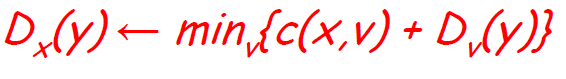 Dₓ(y) ← minᵥ{c(x,v) + Dᵥ(y)}